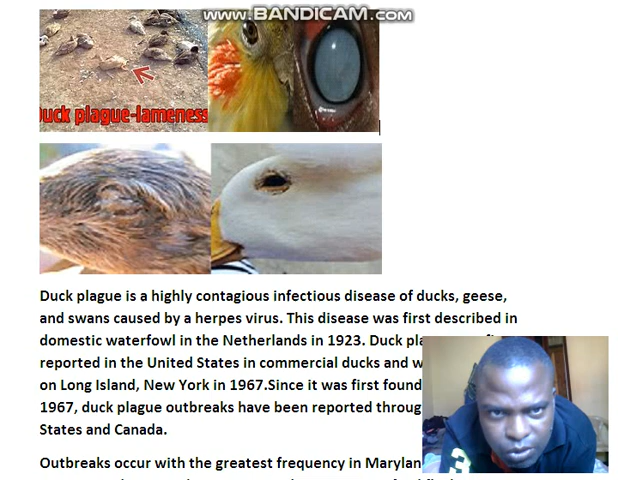 www.BANDICAM.com
Duck plague-lameness
Duck plague is a highly contagious infectious disease of ducks, geese,
and swans caused by a herpes virus. This disease was first described in
domestic waterfowl in the Netherlands in 1923. Duck
reported in the United States in commercial ducks and
on Long Island, New York in 1967.Since it was first found
1967, duck plague outbreaks have been reported
States and Canada.
Outbreaks occur with the greatest frequency in
3